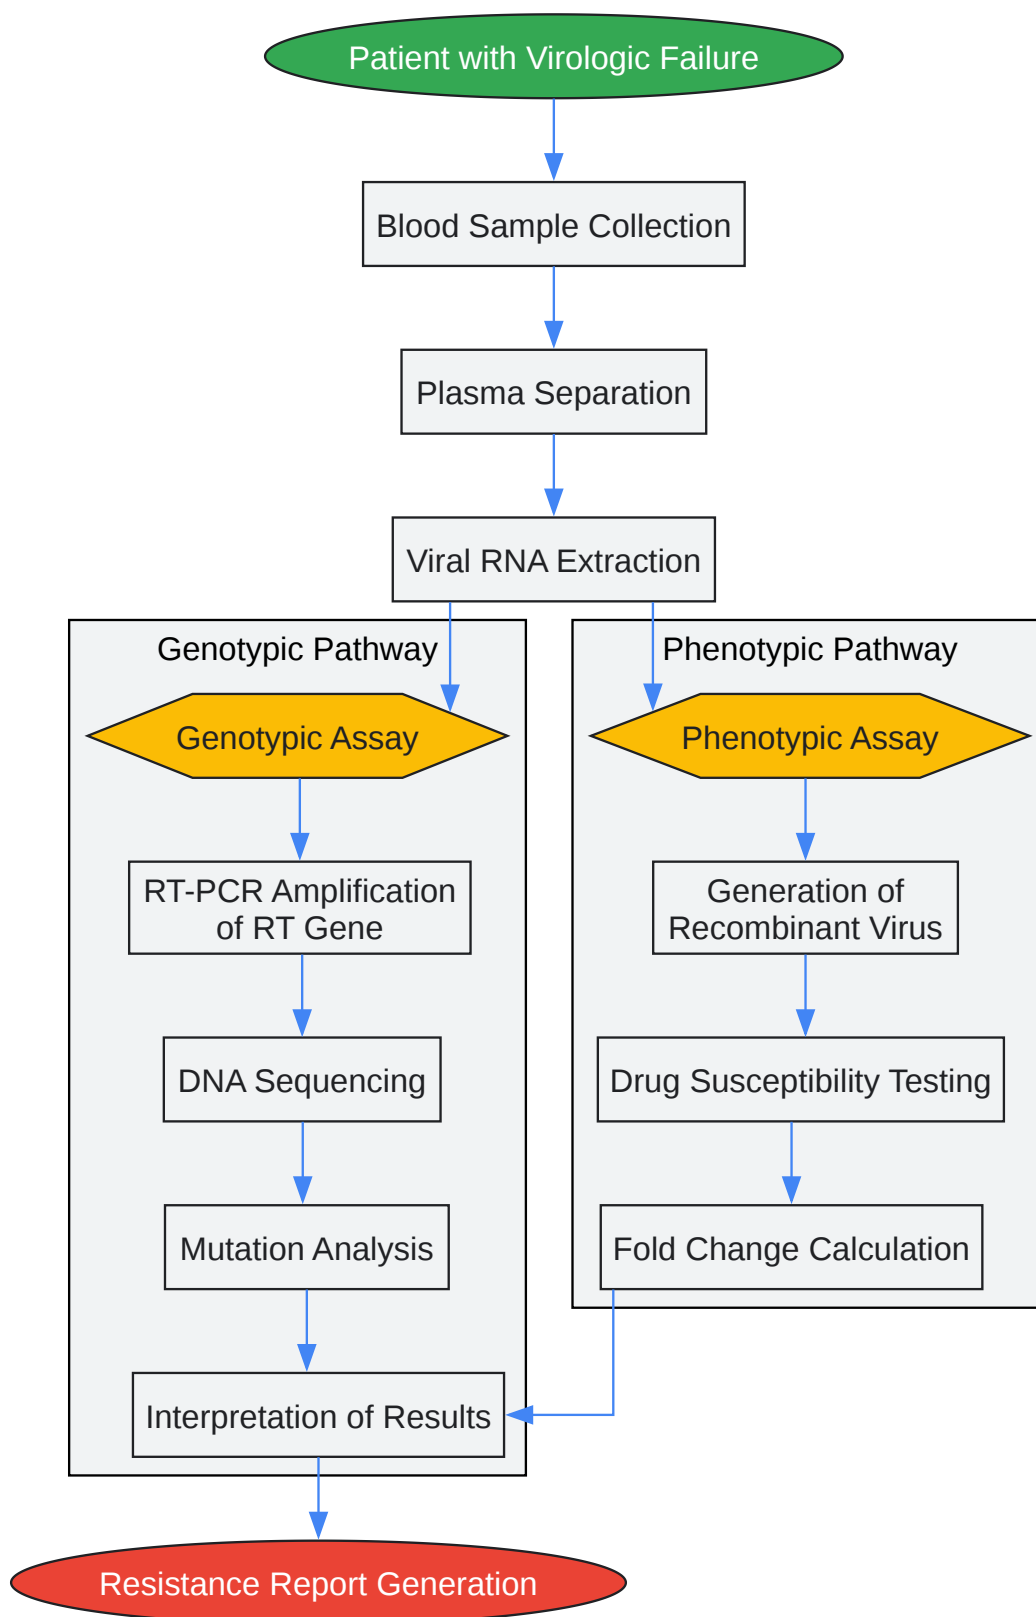 Patient with Virologic Failure
Blood Sample Collection
Plasma Separation
Viral RNA Extraction
Genotypic Pathway
Genotypic Assay
RT-PCR Amplification
of RT Gene
DNA Sequencing
Mutation Analysis
Interpretation of Results
Phenotypic Pathway
Phenotypic Assay
Generation of
Recombinant Virus
Drug Susceptibility Testing
Fold Change Calculation
Resistance Report Generation